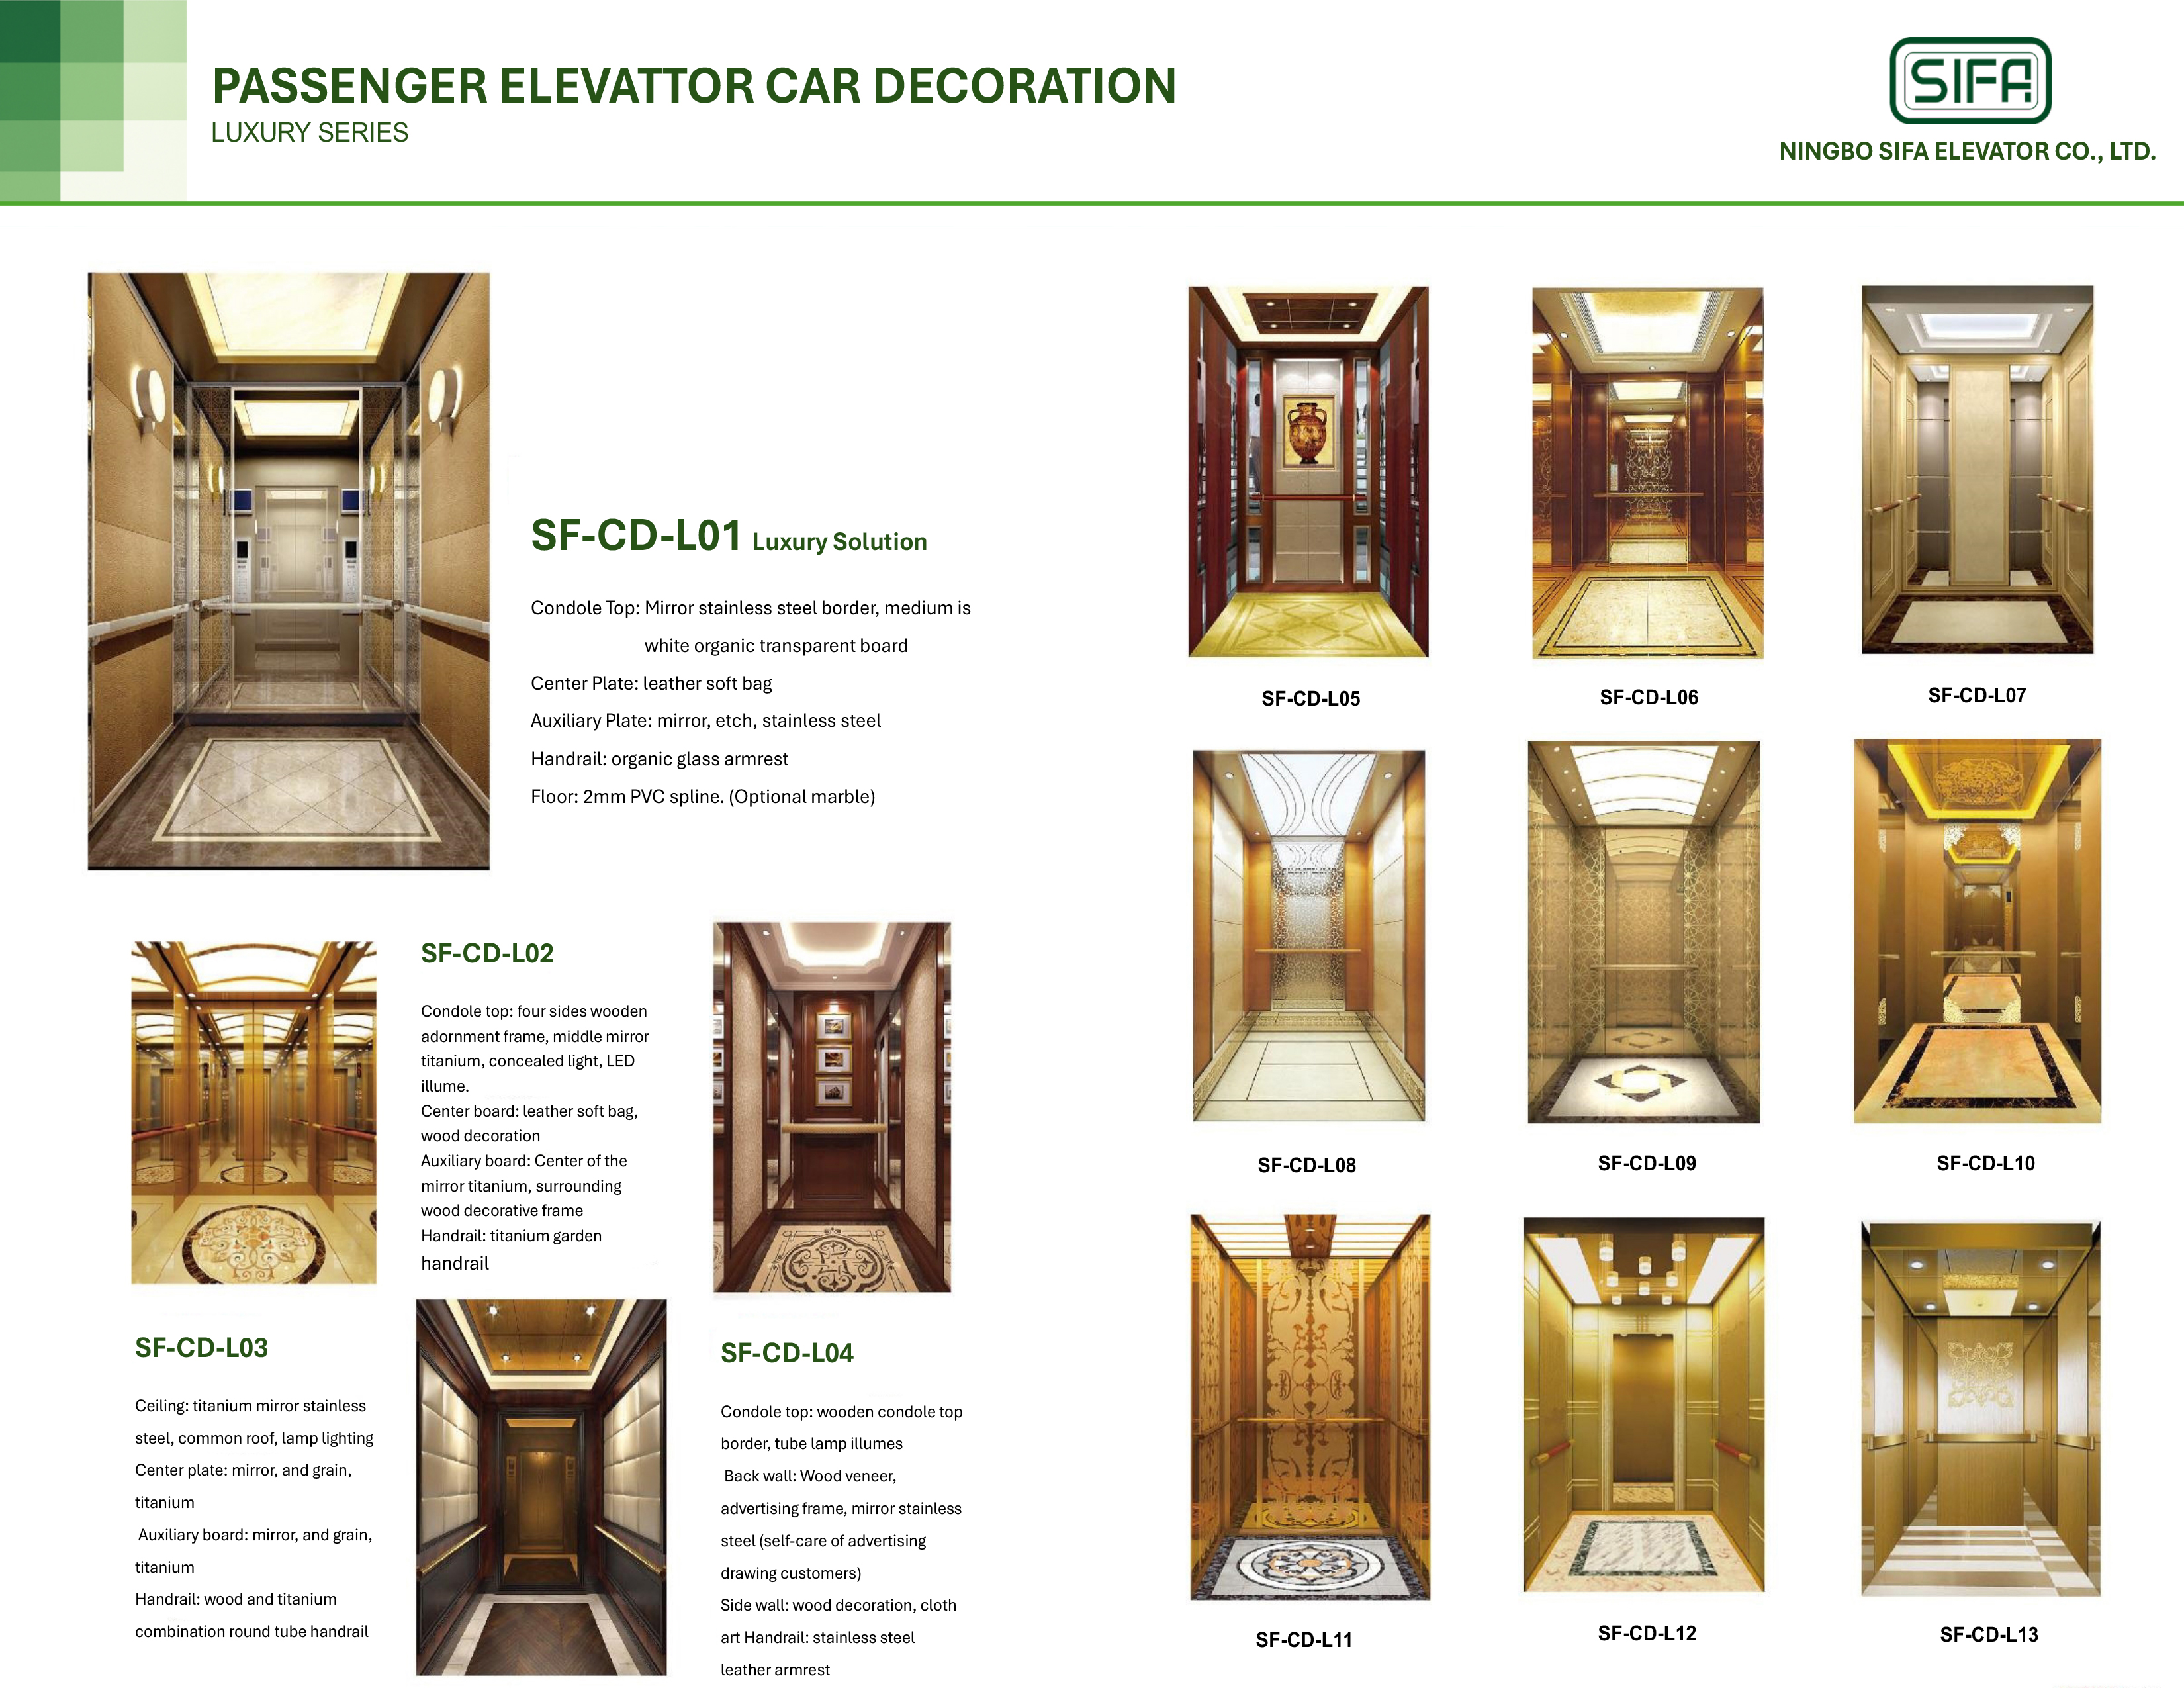 PASSENGER ELEVATTOR CAR DECORATION
LUXURY SERIES
SIFA
NINGBO SIFA ELEVATOR CO., LTD.
SF-CD-L01 Luxury Solution
Condole Top: Mirror stainless steel border, medium is
white organic transparent board
Center Plate: leather soft bag
Auxiliary Plate: mirror, etch, stainless steel
Handrail: organic glass armrest
Floor: 2mm PVC spline. (Optional marble)
SF-CD-L02
Condole top: four sides wooden
adornment frame, middle mirror
titanium, concealed light, LED
illume.
Center board: leather soft bag,
wood decoration
Auxiliary board: Center of the
mirror titanium, surrounding
wood decorative frame
Handrail: titanium garden
handrail
SF-CD-L03
Ceiling: titanium mirror stainless
steel, common roof, lamp lighting
Center plate: mirror, and grain,
titanium
Auxiliary board: mirror, and grain,
titanium
Handrail: wood and titanium
combination round tube handrail
SF-CD-L04
Condole top: wooden condole top
border, tube lamp illumes
Back wall: Wood veneer,
advertising frame, mirror stainless
steel (self-care of advertising
drawing customers)
Side wall: wood decoration, cloth
art Handrail: stainless steel
leather armrest
SF-CD-L05
SF-CD-L06
SF-CD-L07
SF-CD-L08
SF-CD-L09
SF-CD-L10
SF-CD-L11
SF-CD-L12
SF-CD-L13